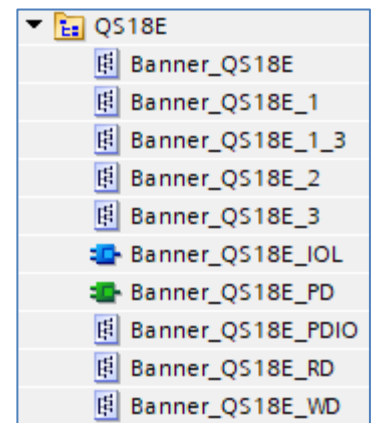 QS18E
Banner_QS18E
Banner_QS18E_1
Banner_QS18E_1_3
Banner_QS18E_2
Banner_QS18E_3
Banner_QS18E_IOL
Banner_QS18E_PD
Banner_QS18E_PDIO
Banner_QS18E_RD
Banner_QS18E_WD